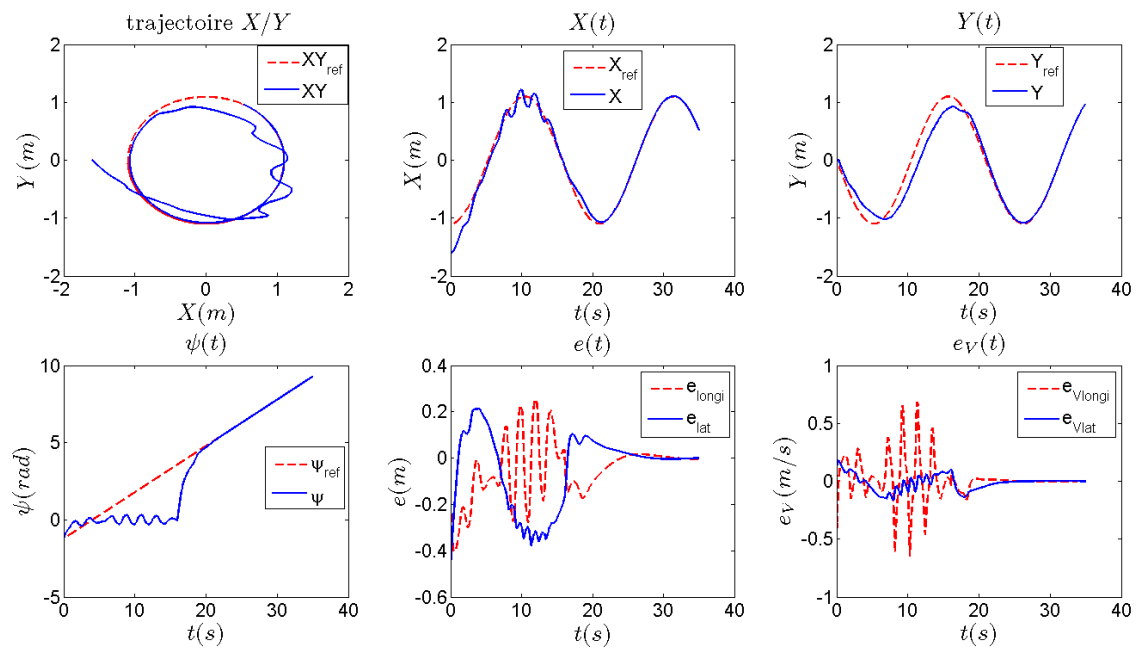 trajectoire X/Y
X(t)
Y(t)
2
1
0
-1
-2
Y(m)
XY_ref
XY
-2 -1 0 1 2
X(m)
2
1
0
-1
-2
X(m)
X_ref
X
0 10 20 30 40
t(s)
2
1
0
-1
-2
Y(m)
Y_ref
Y
0 10 20 30 40
t(s)
ψ(t)
e(t)
e_V(t)
10
5
0
-5
ψ(rad)
ψ_ref
ψ
0 20 40
t(s)
0.4
0.2
0
-0.2
-0.4
-0.6
e(m)
e_longi
e_lat
0 10 20 30 40
t(s)
1
0.5
0
-0.5
-1
e_V(m/s)
e_Vlongi
e_Vlat
0 10 20 30 40
t(s)